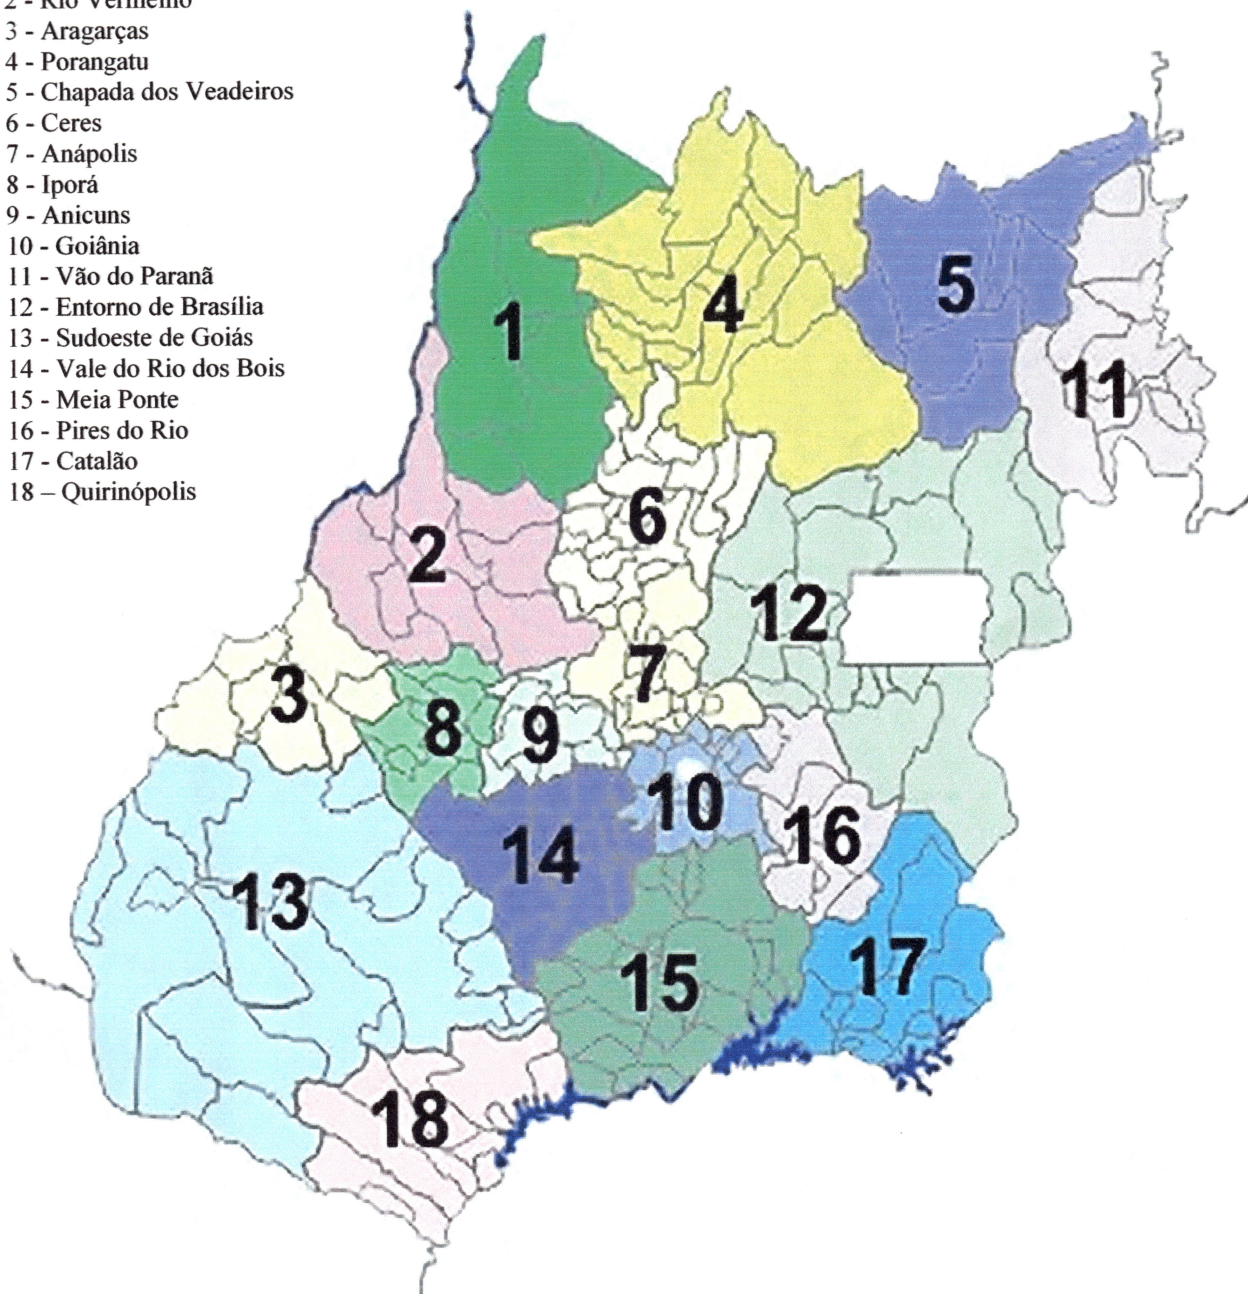 2 - Rio Vermelho
3 - Aragarças
4 - Porangatu
5 - Chapada dos Veadeiros
6 - Ceres
7 - Anápolis
8 - Iporá
9 - Anicuns
10 - Goiânia
11 - Vão do Paranã
12 - Entorno de Brasília
13 - Sudoeste de Goiás
14 - Vale do Rio dos Bois
15 - Meia Ponte
16 - Pires do Rio
17 - Catalão
18 – Quirinópolis
1
4
5
11
2
6
12
3
8
9
7
10
14
16
13
15
17
18